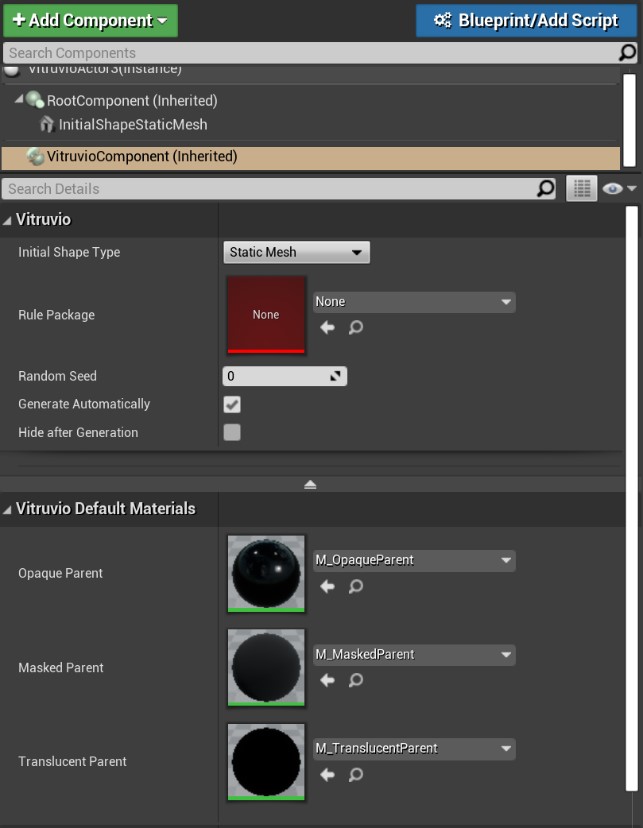 + Add Component
Blueprint/Add Script
Search Components
VitruvioActor3(Instance)
RootComponent (Inherited)
InitialShapeStaticMesh
VitruvioComponent (Inherited)
Search Details
Vitruvio
Initial Shape Type
Static Mesh
Rule Package
None
None
Random Seed
0
Generate Automatically
Hide after Generation
Vitruvio Default Materials
Opaque Parent
M_OpaqueParent
Masked Parent
M_MaskedParent
Translucent Parent
M_TranslucentParent